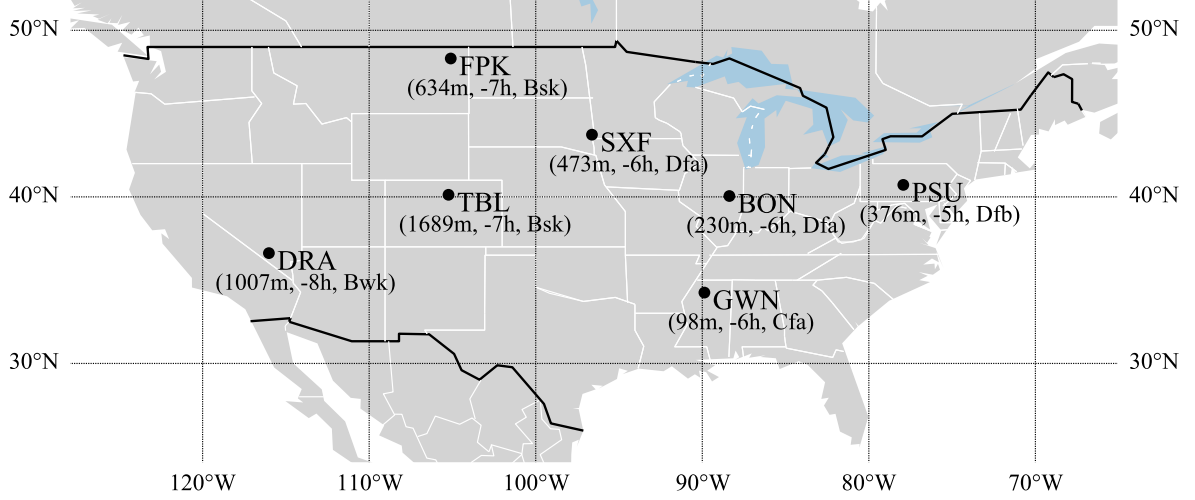 50°N 50°N
FPK
(634m, -7h, Bsk)
SXF
(473m, -6h, Dfa)
40°N 40°N
TBL
(1689m, -7h, Bsk)
BON
(230m, -6h, Dfa)
PSU
(376m, -5h, Dfb)
DRA
(1007m, -8h, Bwk)
GWN
(98m, -6h, Cfa)
30°N 30°N
120°W 110°W 100°W 90°W 80°W 70°W